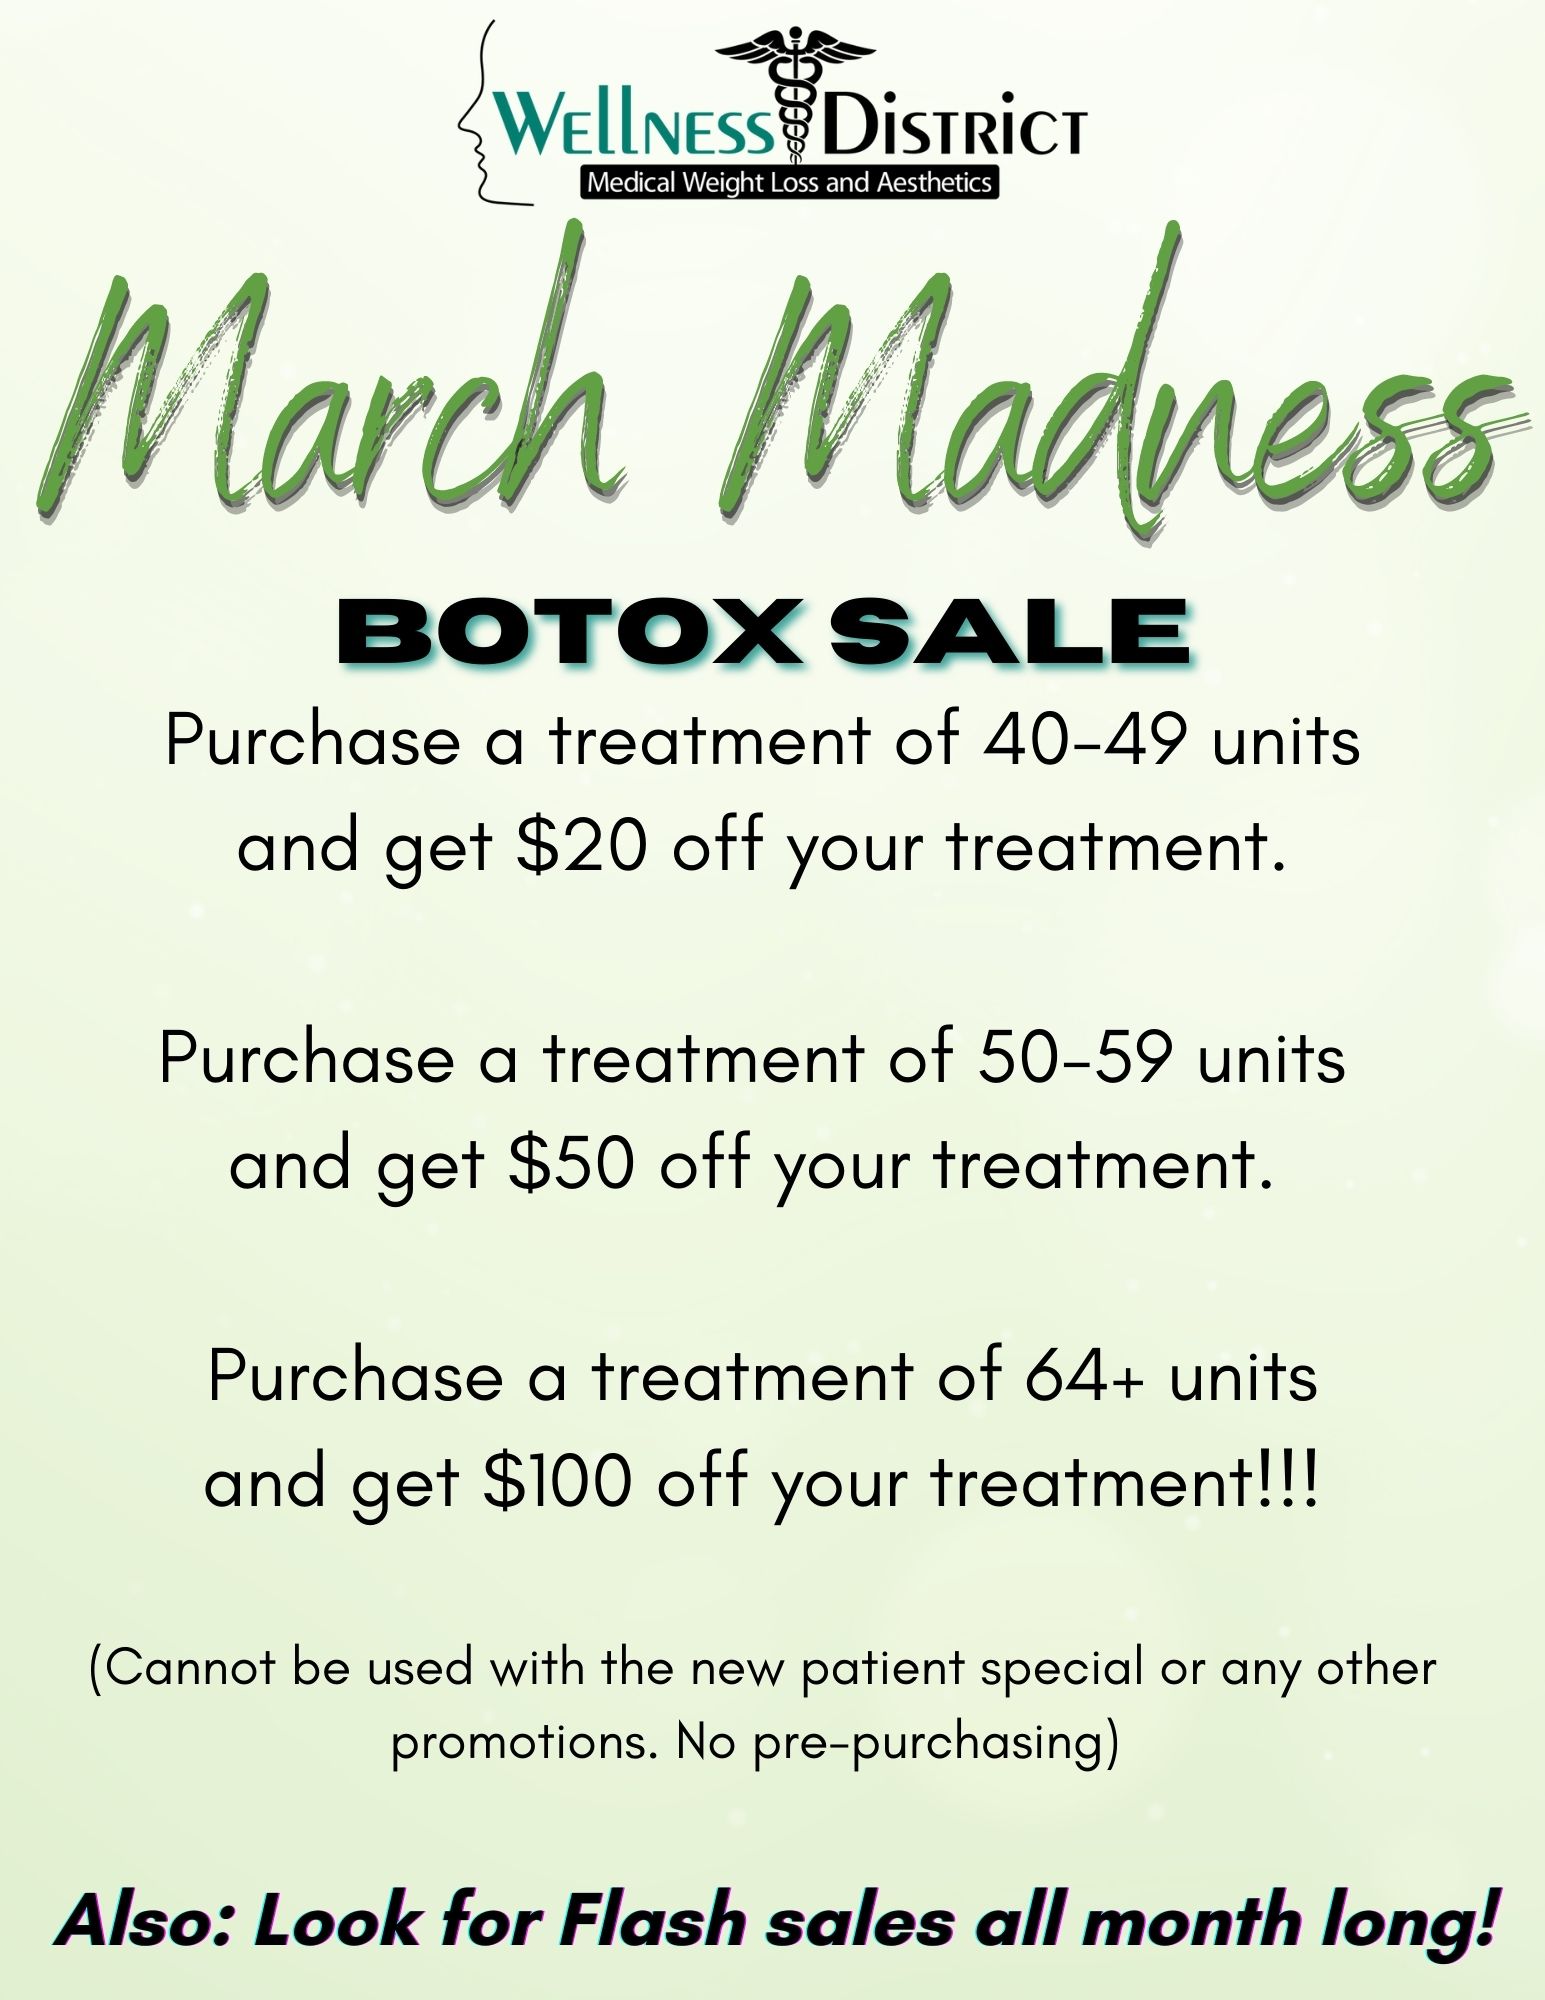 Wellness District
Medical Weight Loss and Aesthetics
March Madness
BOTOX SALE
Purchase a treatment of 40-49 units
and get $20 off your treatment.
Purchase a treatment of 50-59 units
and get $50 off your treatment.
Purchase a treatment of 64+ units
and get $100 off your treatment!!!
(Cannot be used with the new patient special or any other
promotions. No pre-purchasing)
Also: Look for Flash sales all month long!